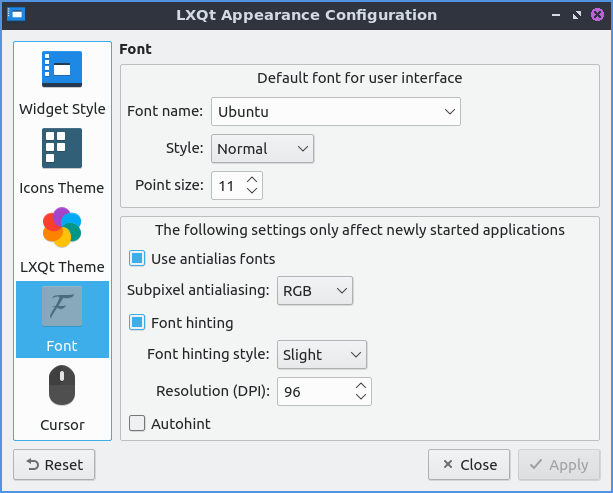 LXQt Appearance Configuration
Widget Style
Icons Theme
LXQt Theme
Font
Cursor
Font
Default font for user interface
Font name: Ubuntu
Style: Normal
Point size: 11
The following settings only affect newly started applications
Use antialias fonts
Subpixel antialiasing: RGB
Font hinting
Font hinting style: Slight
Resolution (DPI): 96
Autohint
Reset
Close
Apply